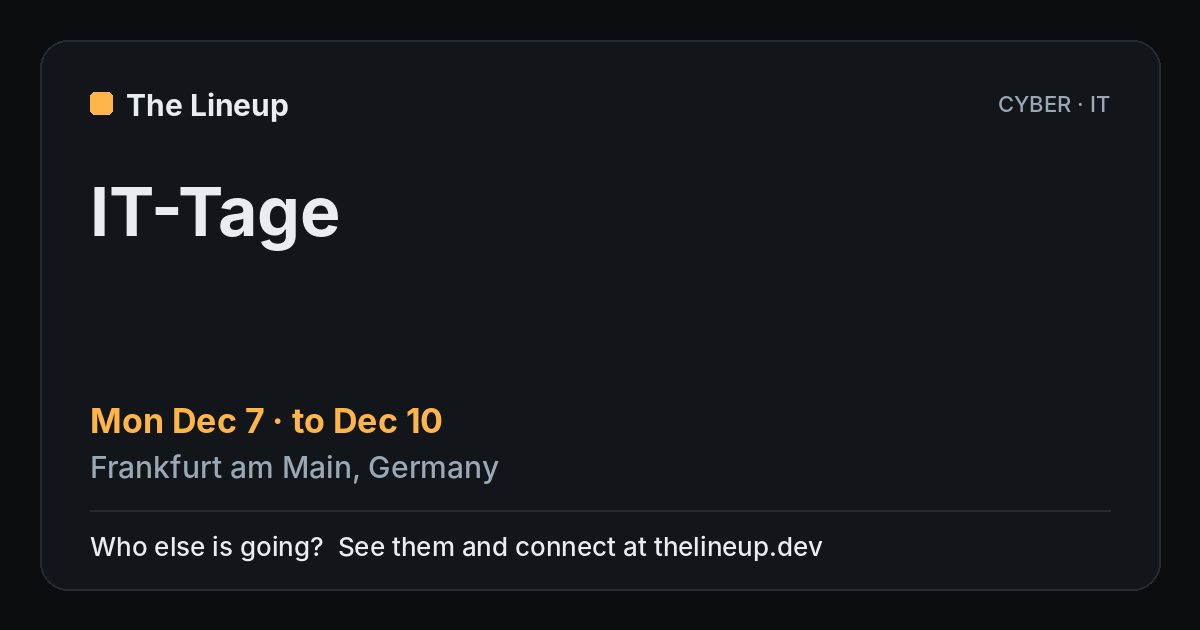 The Lineup
CYBER · IT
IT-Tage
Mon Dec 7 · to Dec 10
Frankfurt am Main, Germany
Who else is going? See them and connect at thelineup.dev